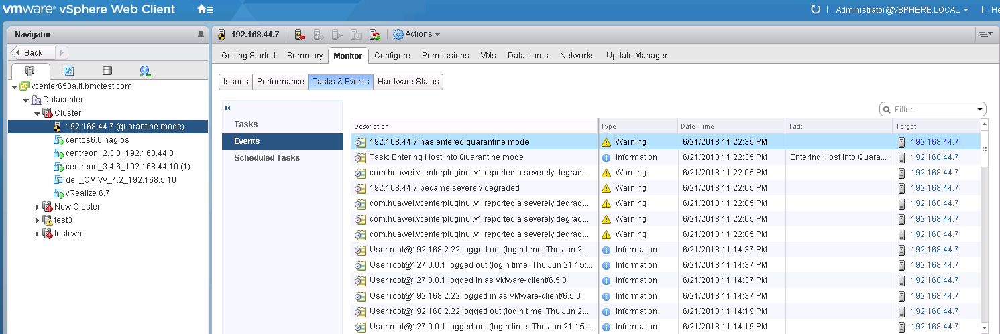 vmware® vSphere Web Client
Administrator@VSPHERE.LOCAL
He
Navigator
192.168.44.7
Actions
Back
Getting Started Summary Monitor Configure Permissions VMs Datastores Networks Update Manager
Issues Performance Tasks & Events Hardware Status
vcenter650a.it.bmctest.com
Datacenter
Cluster
192.168.44.7 (quarantine mode)
centos6.6 nagios
centreon_2.3.8_192.168.44.8
centreon_3.4.6_192.168.44.10 (1)
dell_OMIVV_4.2_192.168.5.10
vRealize 6.7
New Cluster
test3
testxwh
Tasks
Events
Scheduled Tasks
Filter
Description Type Date Time Task Target
192.168.44.7 has entered quarantine mode Warning 6/21/2018 11:22:35 PM 192.168.44.7
Task: Entering Host into Quarantine mode Information 6/21/2018 11:22:35 PM Entering Host into Quara... 192.168.44.7
com.huawei.vcenterpluginui.v1 reported a severely degrad... Warning 6/21/2018 11:22:05 PM 192.168.44.7
192.168.44.7 became severely degraded Warning 6/21/2018 11:22:05 PM 192.168.44.7
com.huawei.vcenterpluginui.v1 reported a severely degrad... Warning 6/21/2018 11:22:05 PM 192.168.44.7
com.huawei.vcenterpluginui.v1 reported a severely degrad... Warning 6/21/2018 11:22:05 PM 192.168.44.7
com.huawei.vcenterpluginui.v1 reported a severely degrad... Warning 6/21/2018 11:22:05 PM 192.168.44.7
User root@192.168.2.22 logged out (login time: Thu Jun 2... Information 6/21/2018 11:14:37 PM 192.168.44.7
User root@127.0.0.1 logged out (login time: Thu Jun 21 15:... Information 6/21/2018 11:14:37 PM 192.168.44.7
User root@127.0.0.1 logged in as VMware-client/6.5.0 Information 6/21/2018 11:14:37 PM 192.168.44.7
User root@192.168.2.22 logged in as VMware-client/6.5.0 Information 6/21/2018 11:14:37 PM 192.168.44.7
User root@192.168.2.22 logged out (login time: Thu Jun 2... Information 6/21/2018 11:14:19 PM 192.168.44.7
User root@127.0.0.1 logged out (login time: Thu Jun 21 15:... Information 6/21/2018 11:14:19 PM 192.168.44.7